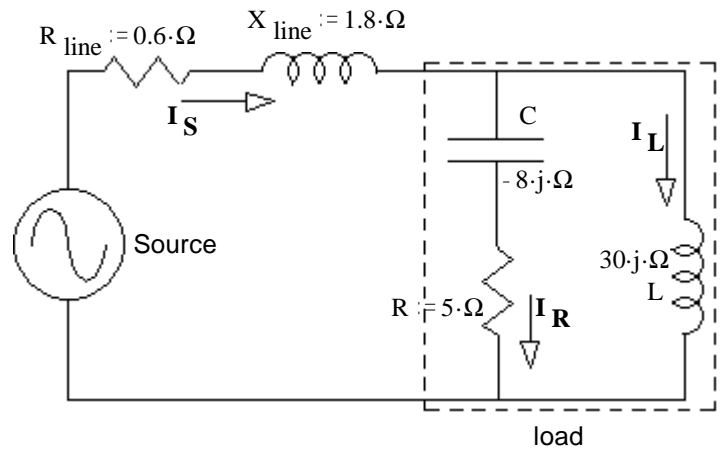 R line := 0.6·Ω
X line := 1.8·Ω
I S
C
I L
- 8·j·Ω
Source
30·j·Ω
L
R := 5·Ω
I R
load